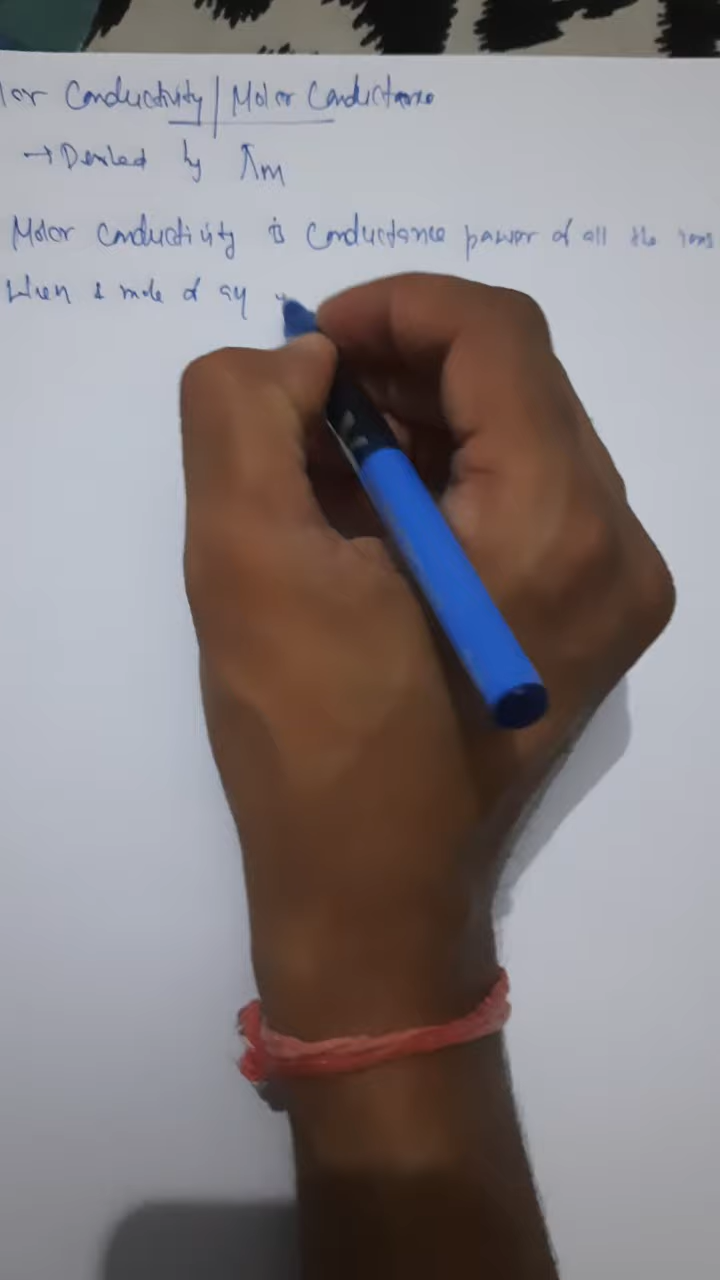 lar Conductivity / Molar Conductance
→ Denoted by λm
Molar conductivity is conductance power of all the ions
when 1 mole of